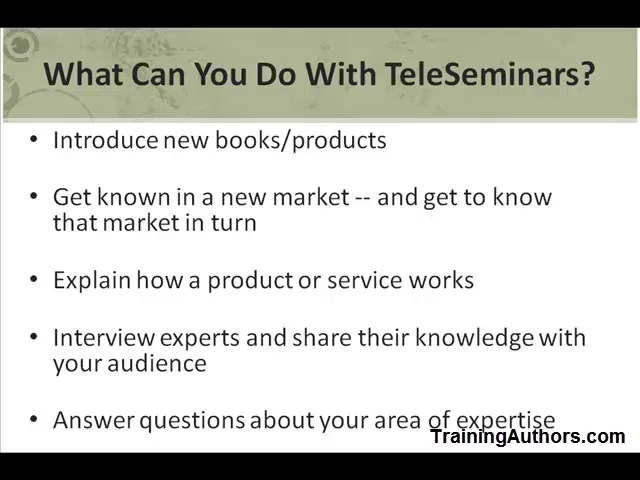 What Can You Do With TeleSeminars?
• Introduce new books/products
• Get known in a new market -- and get to know
that market in turn
• Explain how a product or service works
• Interview experts and share their knowledge with
your audience
• Answer questions about your area of expertise
TrainingAuthors.com